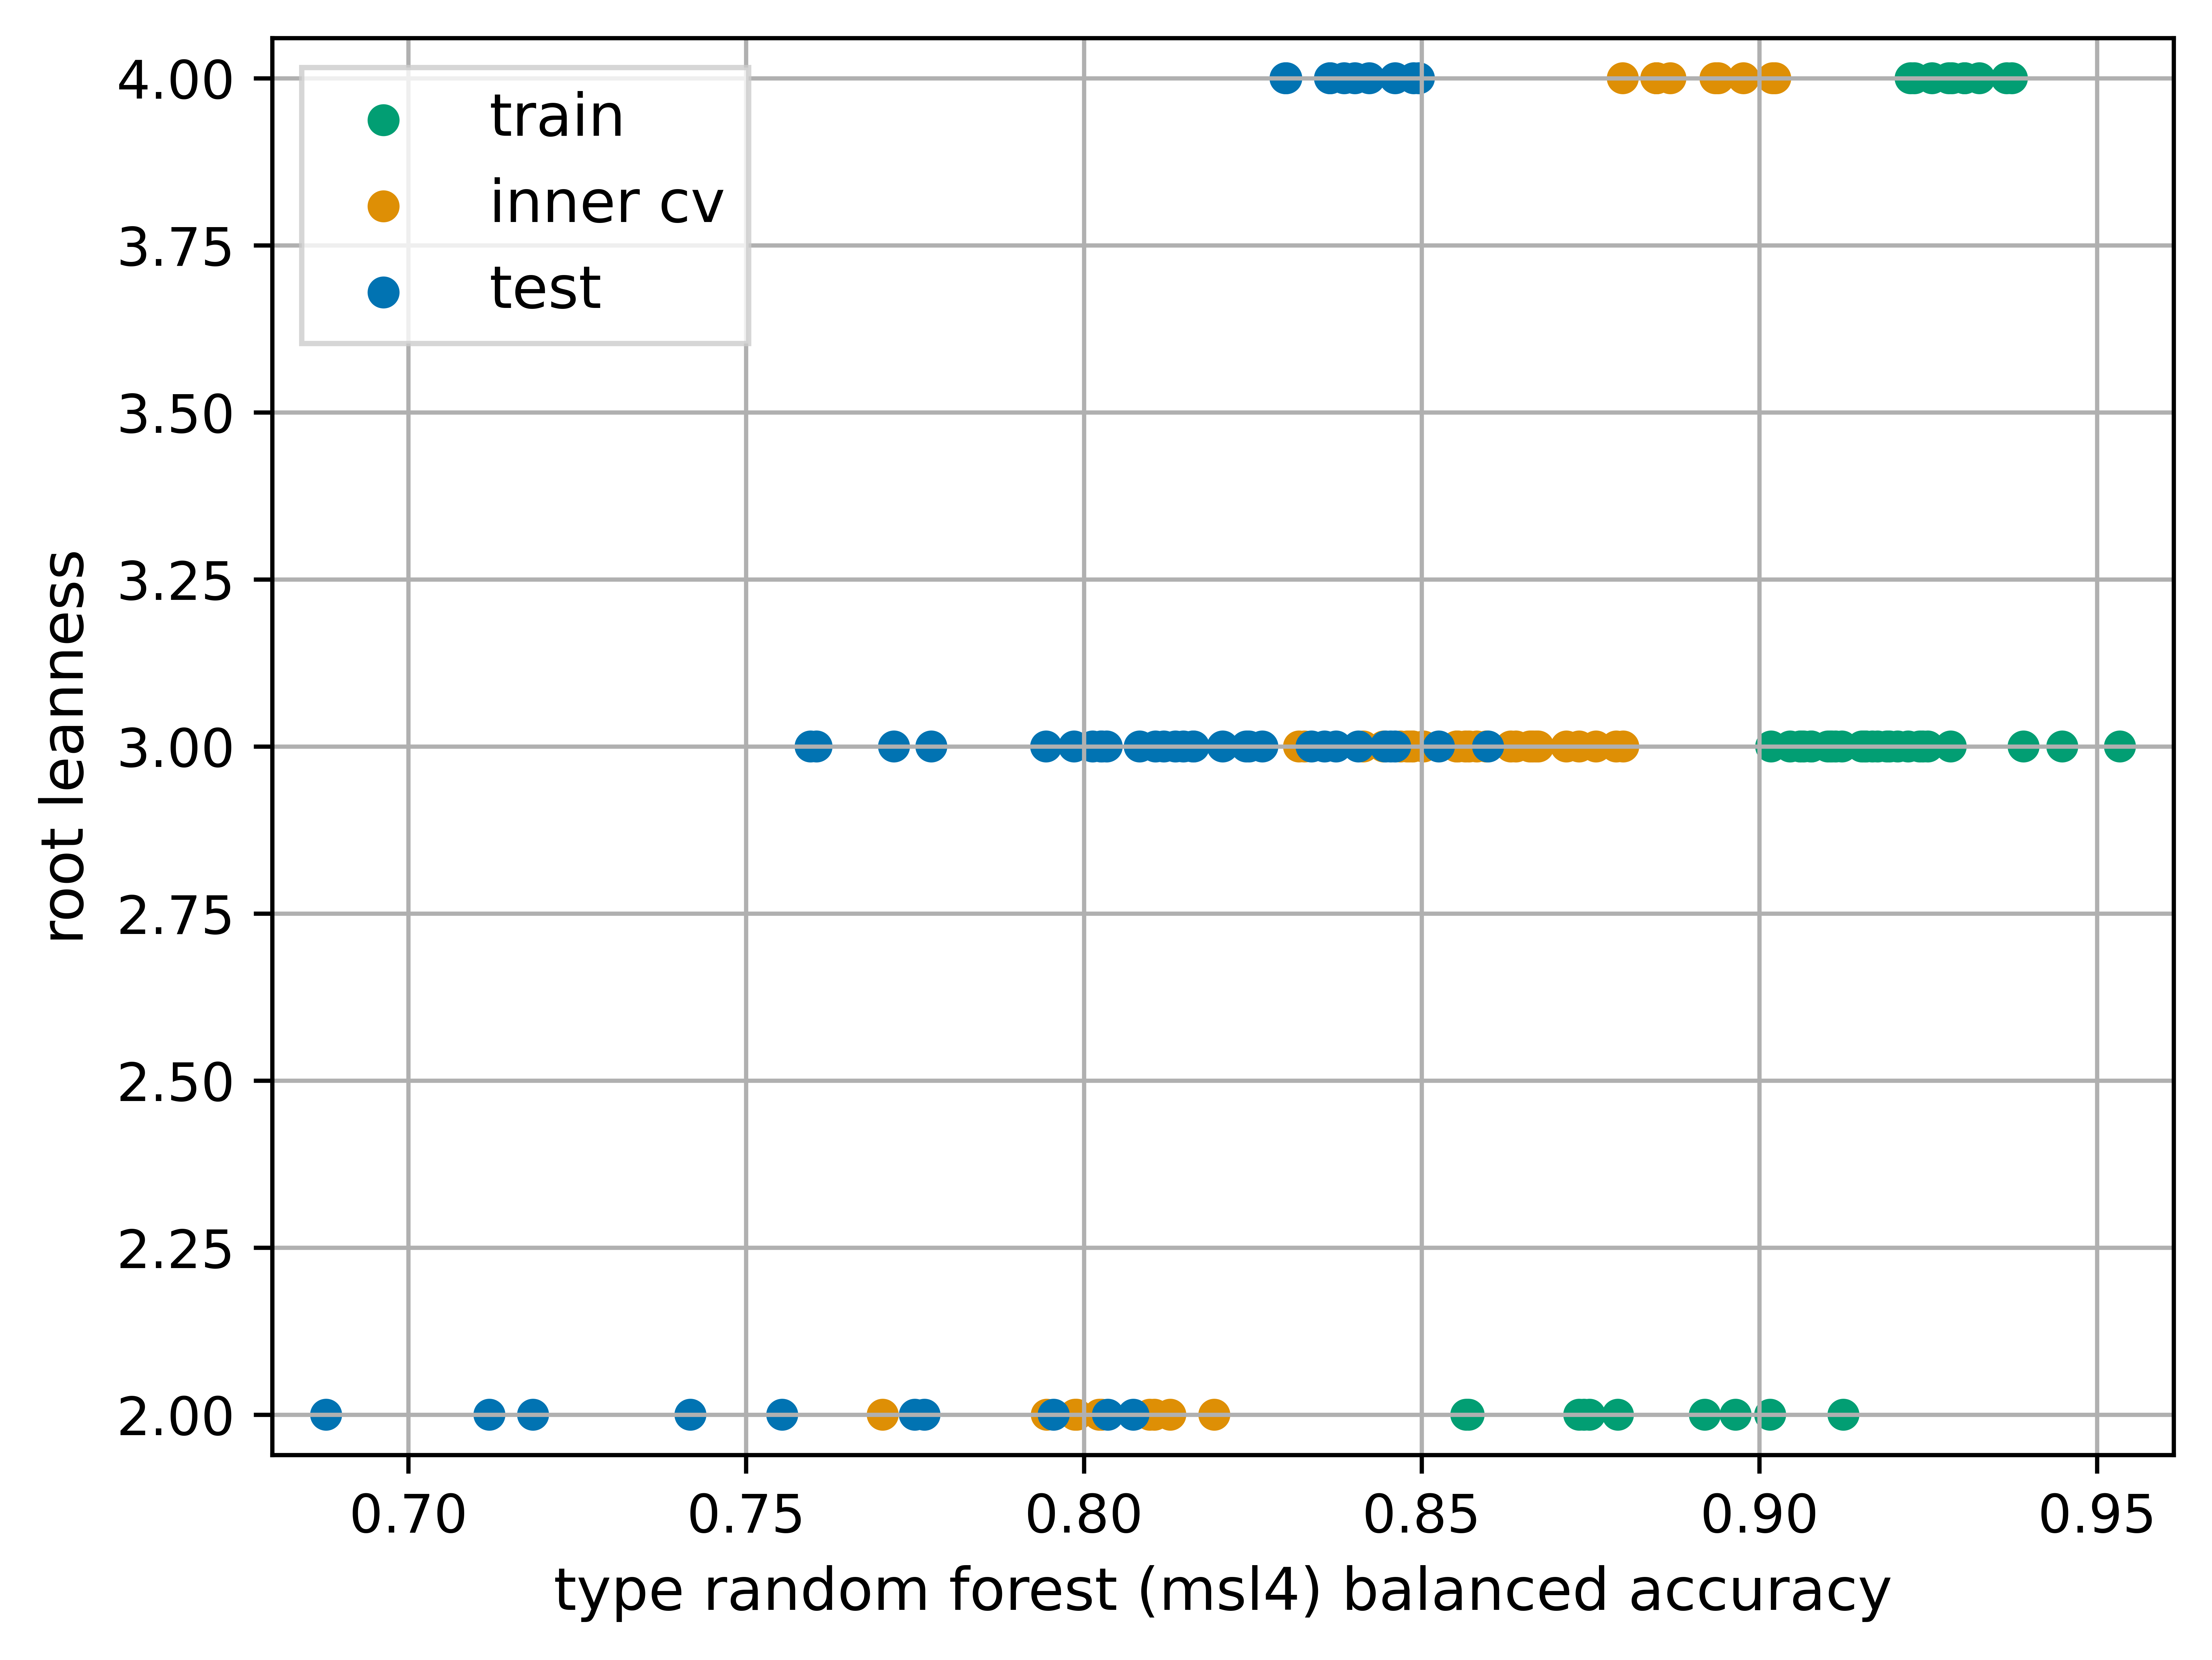 train
inner cv
test
4.00
3.75
3.50
3.25
3.00
2.75
2.50
2.25
2.00
root leanness
0.70 0.75 0.80 0.85 0.90 0.95
type random forest (msl4) balanced accuracy